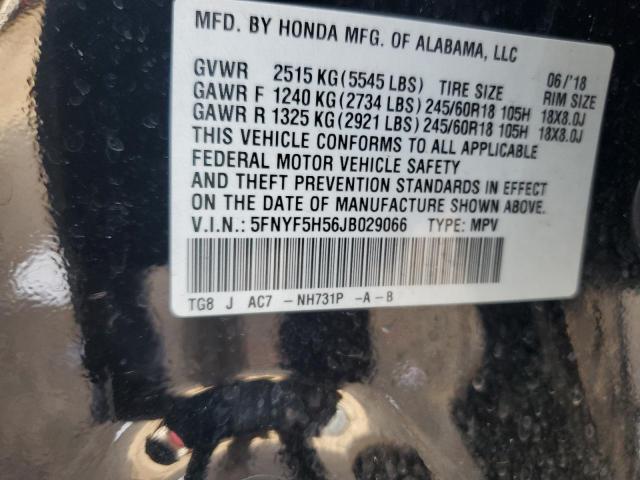 MFD. BY HONDA MFG. OF ALABAMA, LLC
06/'18
GVWR 2515 KG (5545 LBS) TIRE SIZE RIM SIZE
GAWR F 1240 KG (2734 LBS) 245/60R18 105H 18X8.0J
GAWR R 1325 KG (2921 LBS) 245/60R18 105H 18X8.0J
THIS VEHICLE CONFORMS TO ALL APPLICABLE
FEDERAL MOTOR VEHICLE SAFETY
AND THEFT PREVENTION STANDARDS IN EFFECT
ON THE DATE OF MANUFACTURE SHOWN ABOVE.
V.I.N.: 5FNYF5H56JB029066 TYPE: MPV
TG8 J AC7 -NH731P -A-B